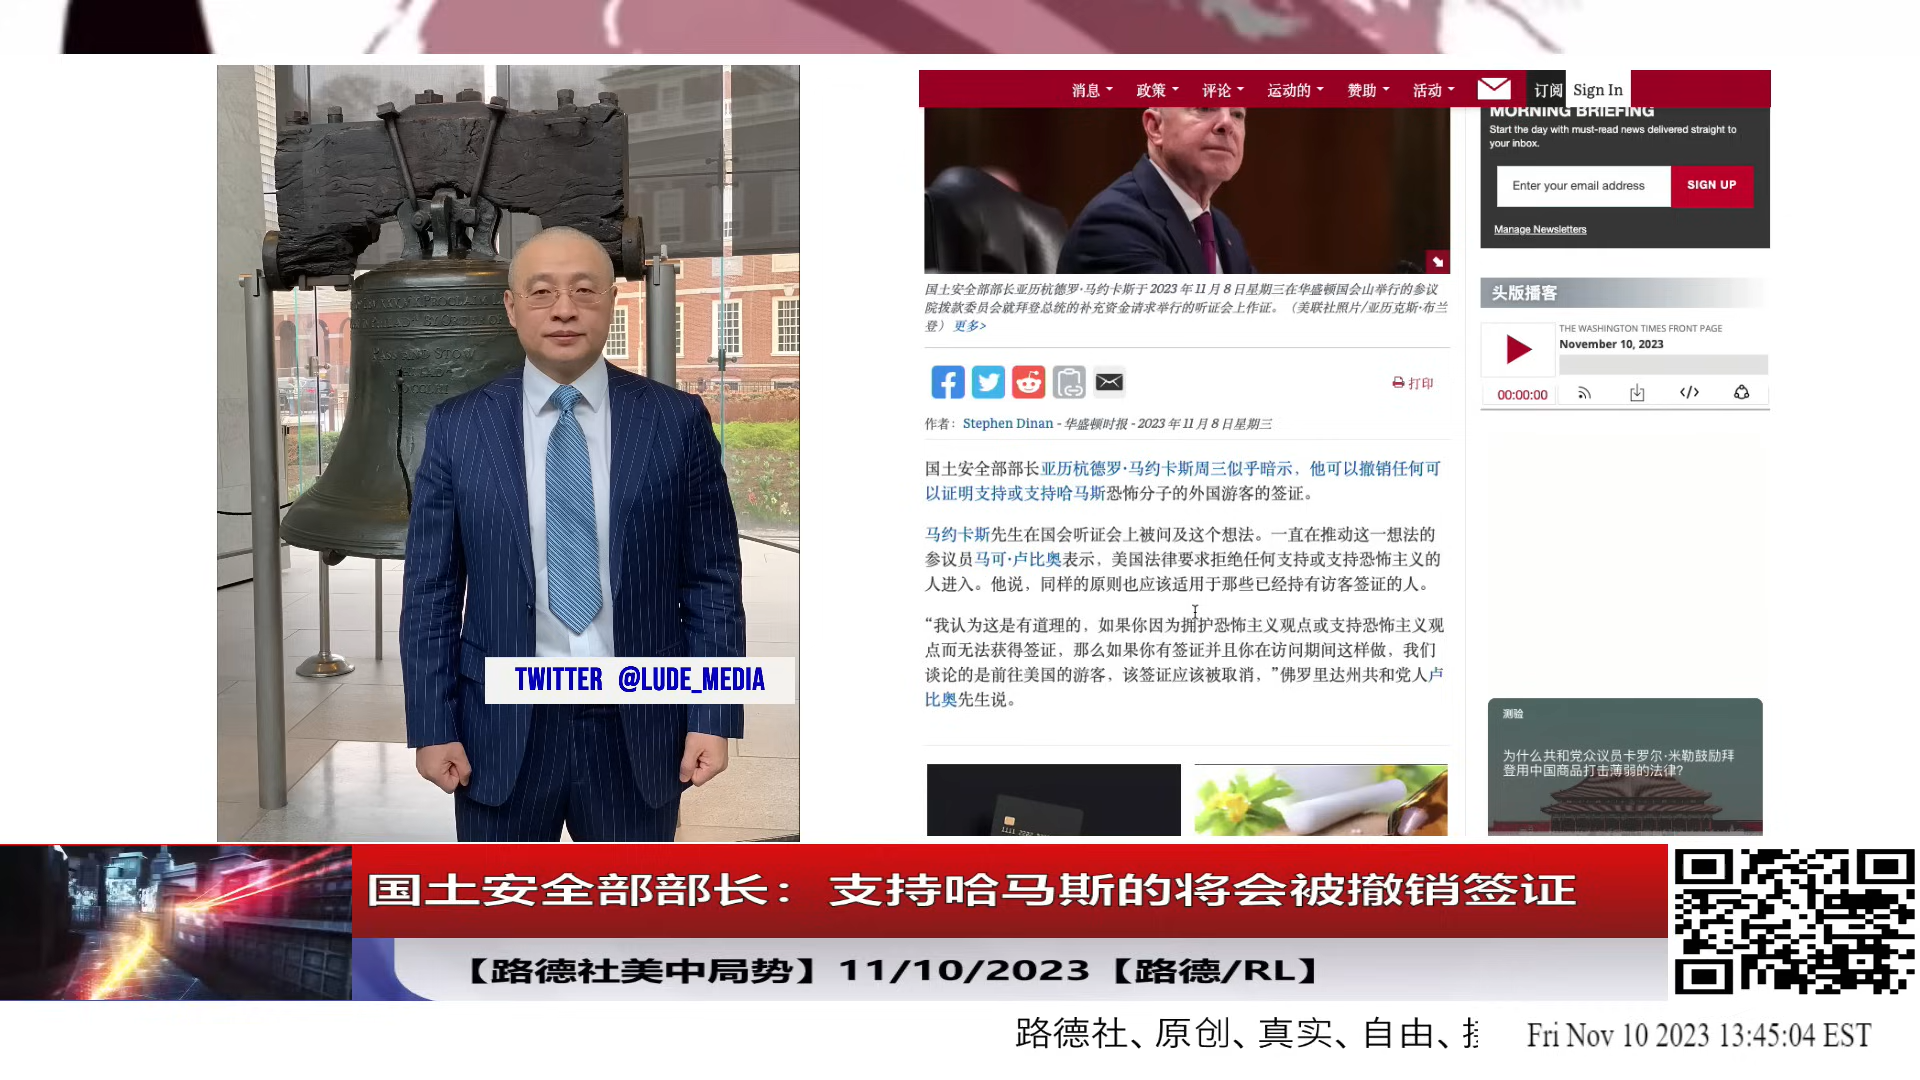 消息
政策
评论
运动的
赞助
活动
订阅
Sign In
MORNING BRIEFING
Start the day with must-read news delivered straight to
your inbox.
Enter your email address
SIGN UP
Manage Newsletters
国土安全部部长亚历杭德罗·马约卡斯于 2023 年 11 月 8 日星期三在华盛顿国会山举行的参议
院拨款委员会就拜登总统的补充资金请求举行的听证会上作证。（美联社照片/亚历克斯·布兰
登） 更多>
打印
作者： Stephen Dinan - 华盛顿时报 - 2023 年 11 月 8 日星期三
国土安全部部长亚历杭德罗·马约卡斯周三似乎暗示，他可以撤销任何可
以证明支持或支持哈马斯恐怖分子的外国游客的签证。
马约卡斯先生在国会听证会上被问及这个想法。一直在推动这一想法的
参议员马可·卢比奥表示，美国法律要求拒绝任何支持或支持恐怖主义的
人进入。他说，同样的原则也应该适用于那些已经持有访客签证的人。
“我认为这是有道理的，如果你因为拥护恐怖主义观点或支持恐怖主义观
点而无法获得签证，那么如果你有签证并且你在访问期间这样做，我们
谈论的是前往美国的游客，该签证应该被取消，”佛罗里达州共和党人卢
比奥先生说。
头版播客
THE WASHINGTON TIMES FRONT PAGE
November 10, 2023
00:00:00
测验
为什么共和党众议员卡罗尔·米勒鼓励拜
登用中国商品打击薄弱的法律?
PASS AND STOW
TWITTER @LUDE_MEDIA
国土安全部部长：支持哈马斯的将会被撤销签证
【路德社美中局势】11/10/2023【路德/RL】
路德社、原创、真实、自由、
Fri Nov 10 2023 13:45:04 EST